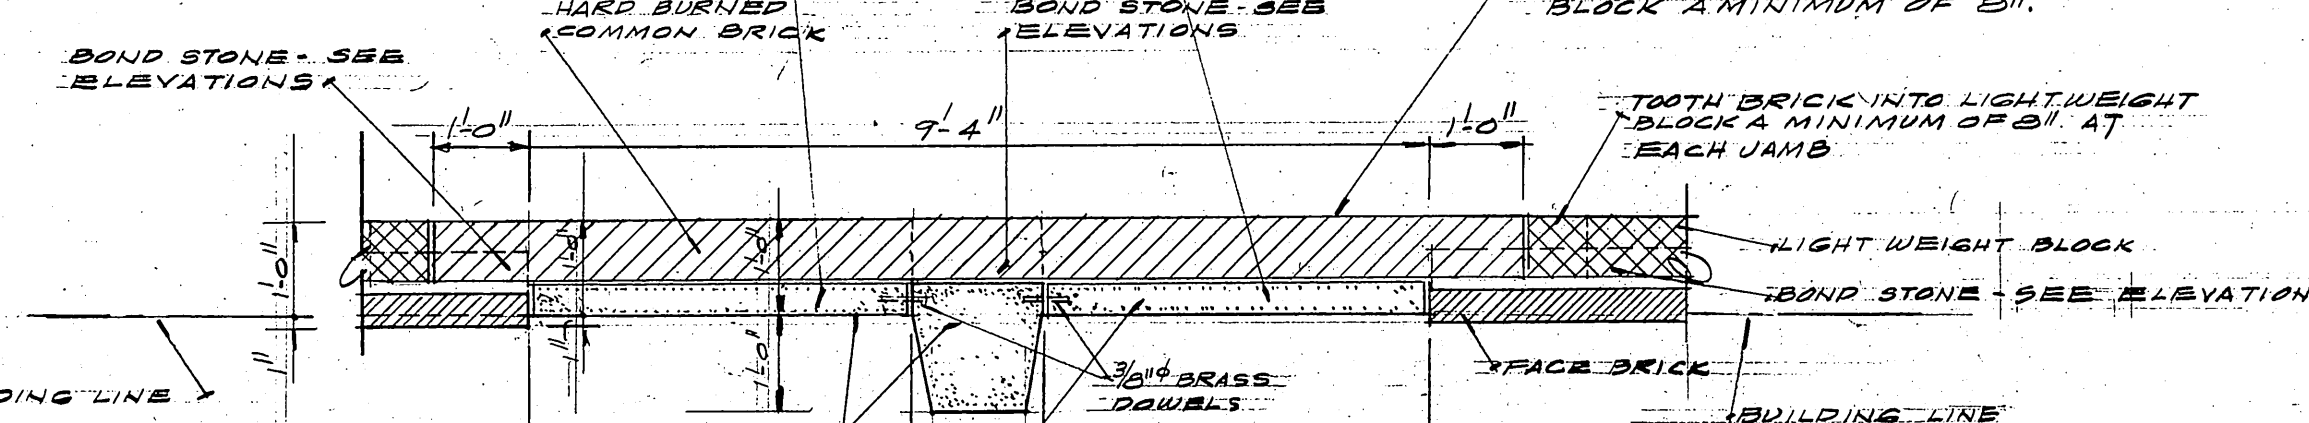 HARD BURNED
COMMON BRICK
BOND STONE - SEE
ELEVATIONS
BLOCK A MINIMUM OF 8".
BOND STONE - SEE
ELEVATIONS
1'-0"
9'-4"
1'-0"
TOOTH BRICK INTO LIGHTWEIGHT
BLOCK A MINIMUM OF 8". AT
EACH JAMB
1'-0"
1'-0"
1'-0"
LIGHT WEIGHT BLOCK
BOND STONE - SEE ELEVATION
1"
1"
1'-0"
3/8"φ BRASS
DOWELS
FACE BRICK
DING LINE
BUILDING LINE